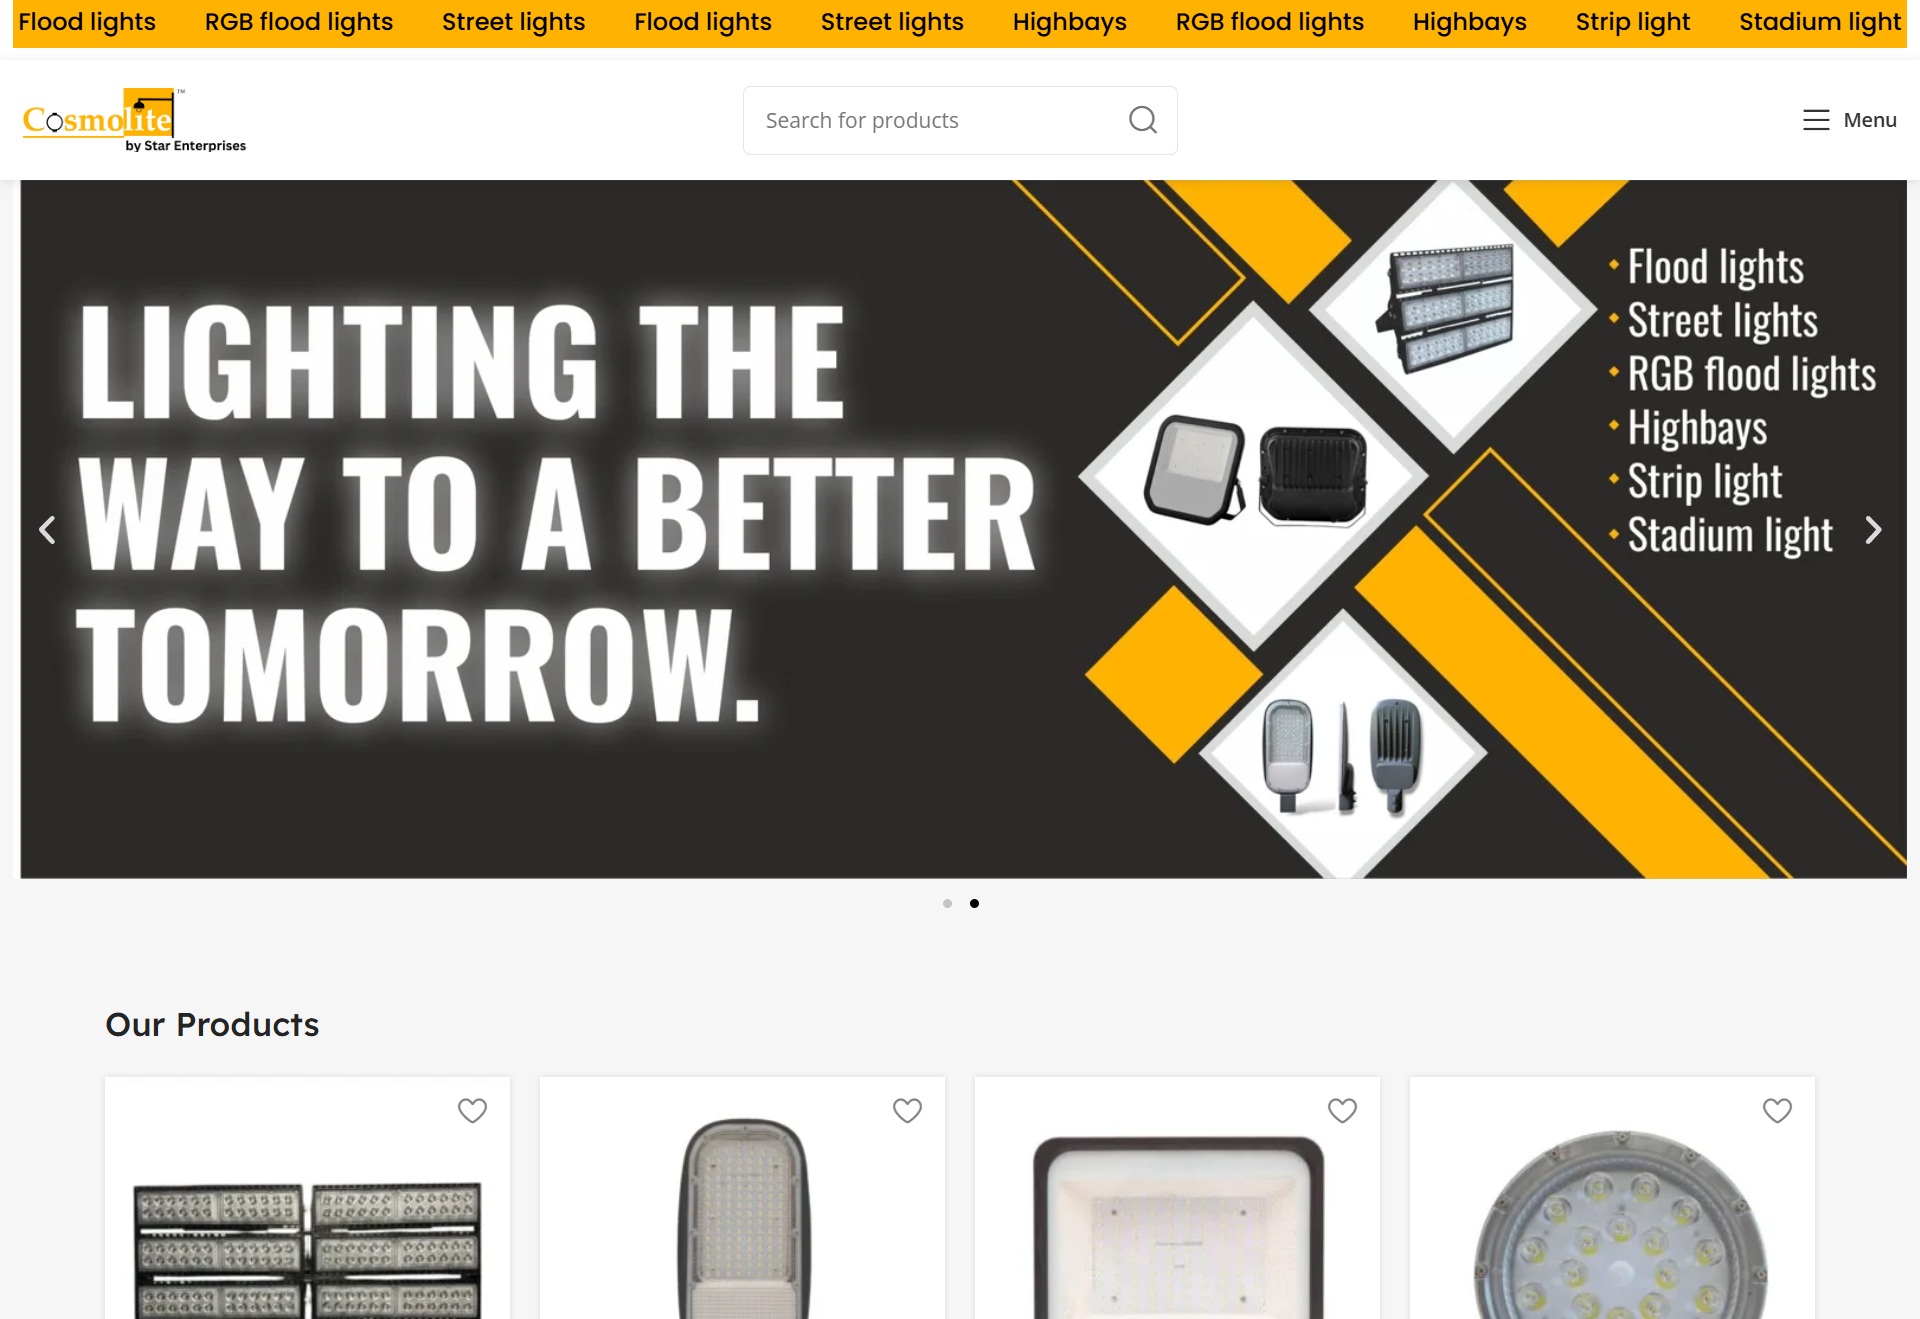 Flood lights RGB flood lights Street lights Flood lights Street lights Highbays RGB flood lights Highbays Strip light Stadium light
Cosmolite™
by Star Enterprises
Search for products
Menu
LIGHTING THE
WAY TO A BETTER
TOMORROW.
• Flood lights
• Street lights
• RGB flood lights
• Highbays
• Strip light
• Stadium light
Our Products